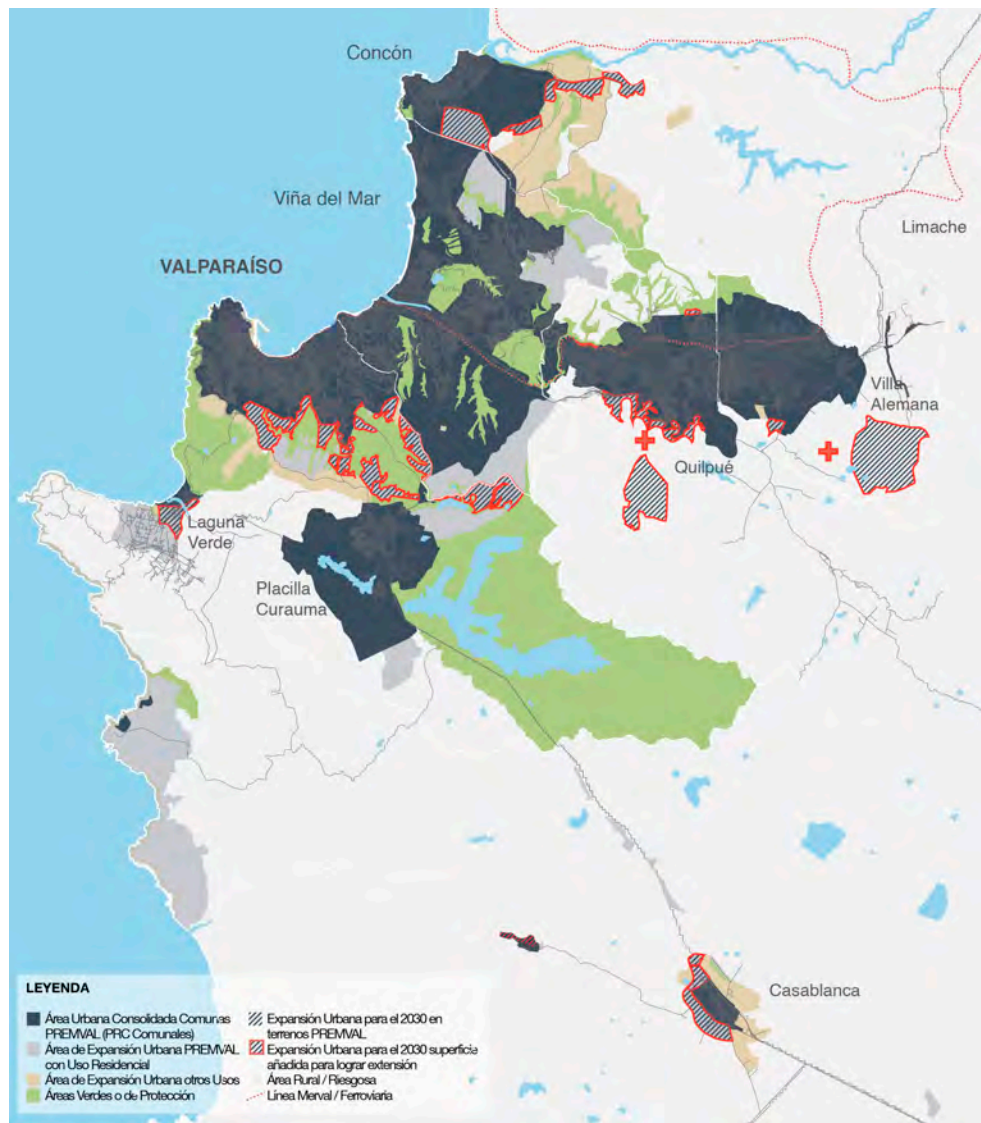 Concón
Viña del Mar
Limache
VALPARAÍSO
Villa
Alemana
Quilpué
Laguna
Verde
Placilla
Curauma
Casablanca
LEYENDA
Área Urbana Consolidada Comunas
PREMVAL (PRC Comunales)
Área de Expansión Urbana PREMVAL
con Uso Residencial
Área de Expansión Urbana otros Usos
Áreas Verdes o de Protección
Expansión Urbana para el 2030 en
terrenos PREMVAL
Expansión Urbana para el 2030 superficie
añadida para lograr extensión
Área Rural / Riesgosa
Línea Merval / Ferroviaria